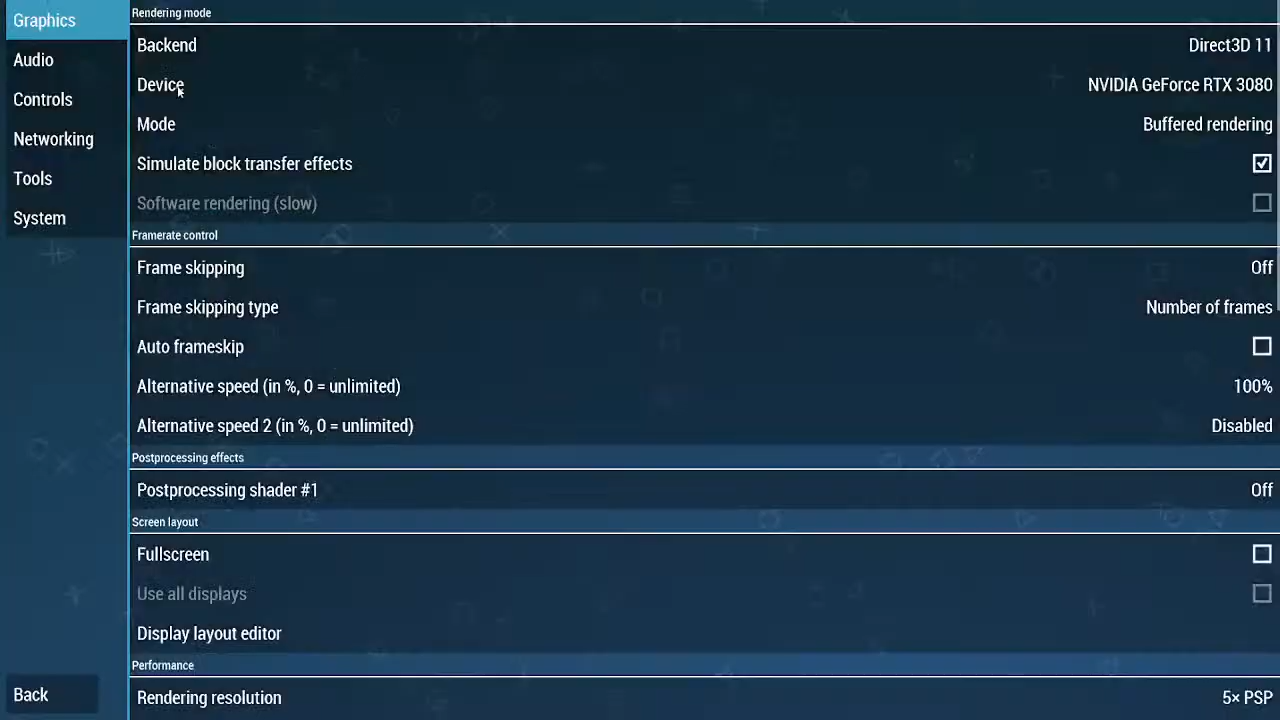 Graphics
Audio
Controls
Networking
Tools
System
Back
Rendering mode
Backend Direct3D 11
Device NVIDIA GeForce RTX 3080
Mode Buffered rendering
Simulate block transfer effects
Software rendering (slow)
Framerate control
Frame skipping Off
Frame skipping type Number of frames
Auto frameskip
Alternative speed (in %, 0 = unlimited) 100%
Alternative speed 2 (in %, 0 = unlimited) Disabled
Postprocessing effects
Postprocessing shader #1 Off
Screen layout
Fullscreen
Use all displays
Display layout editor
Performance
Rendering resolution 5× PSP